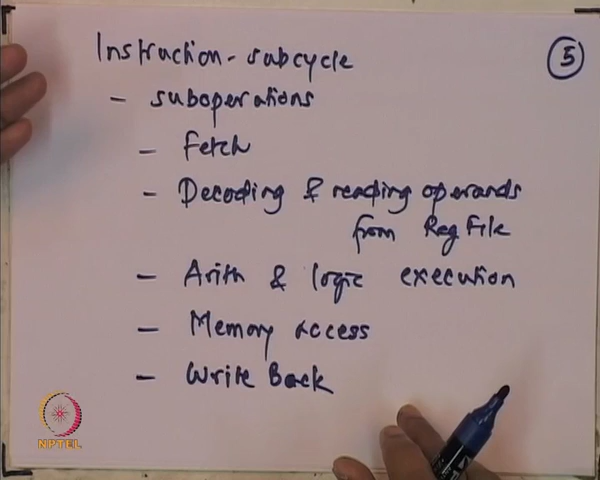 Instruction - subcycle
5
- suboperations
- Fetch
- Decoding & reading operands
from Reg File
- Arith & logic execution
- Memory access
- Write Back
NPTEL